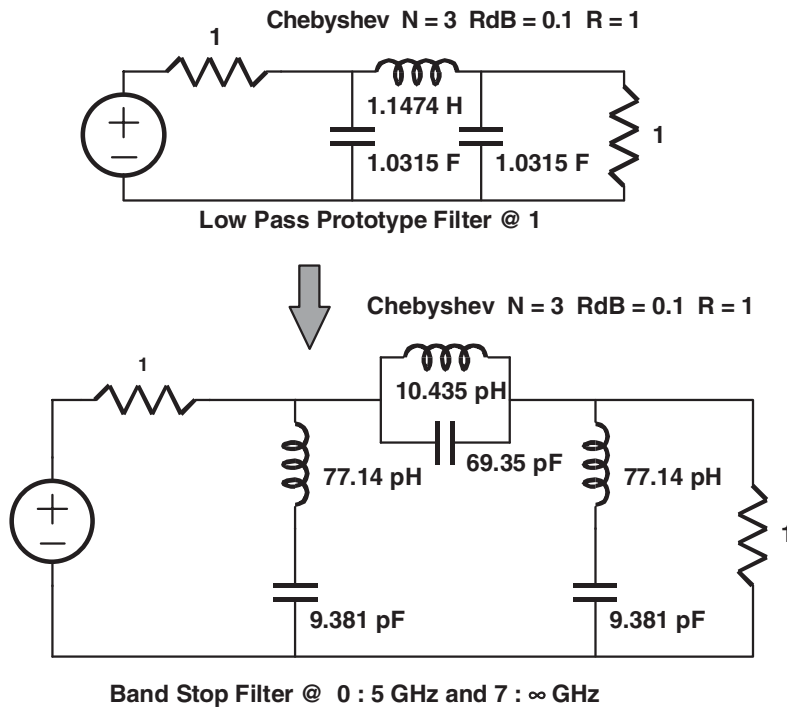 Chebyshev N = 3 RdB = 0.1 R = 1
1
1.1474 H
1.0315 F
1.0315 F
1
Low Pass Prototype Filter @ 1
Chebyshev N = 3 RdB = 0.1 R = 1
1
10.435 pH
69.35 pF
77.14 pH
77.14 pH
1
9.381 pF
9.381 pF
Band Stop Filter @ 0 : 5 GHz and 7 : ∞ GHz